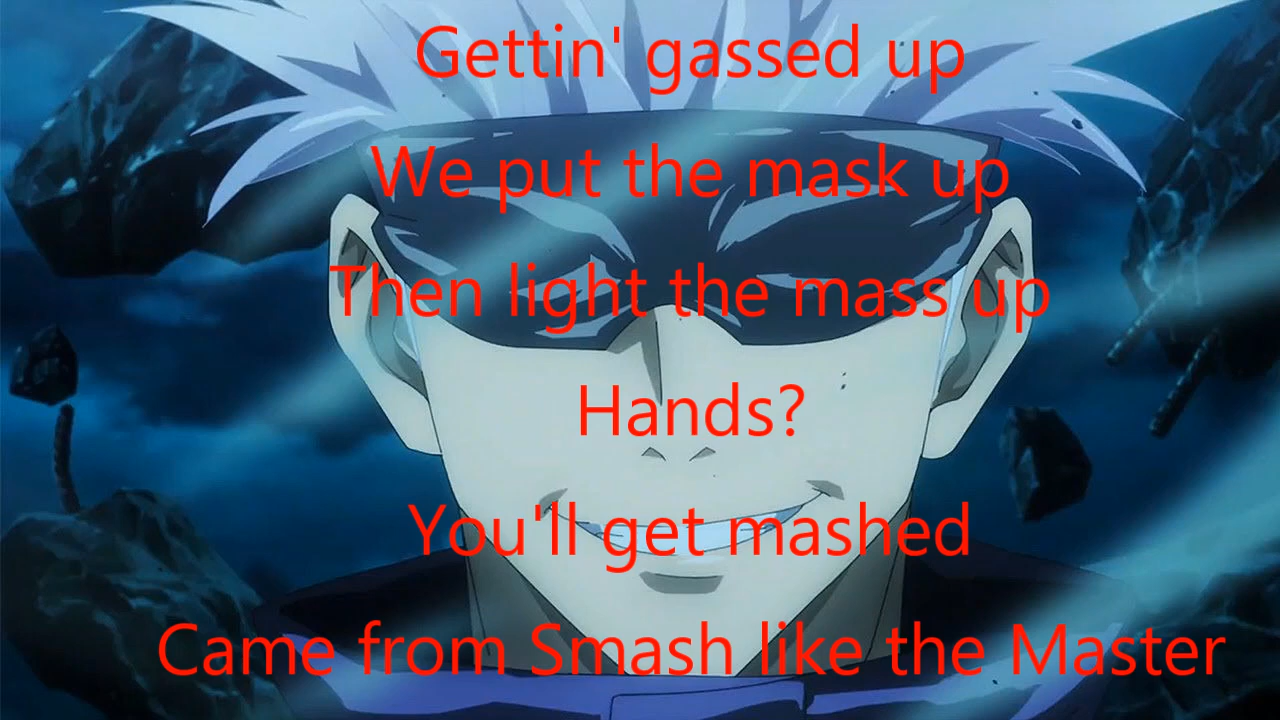 Gettin' gassed up
We put the mask up
Then light the mass up
Hands?
You'll get mashed
Came from Smash like the Master